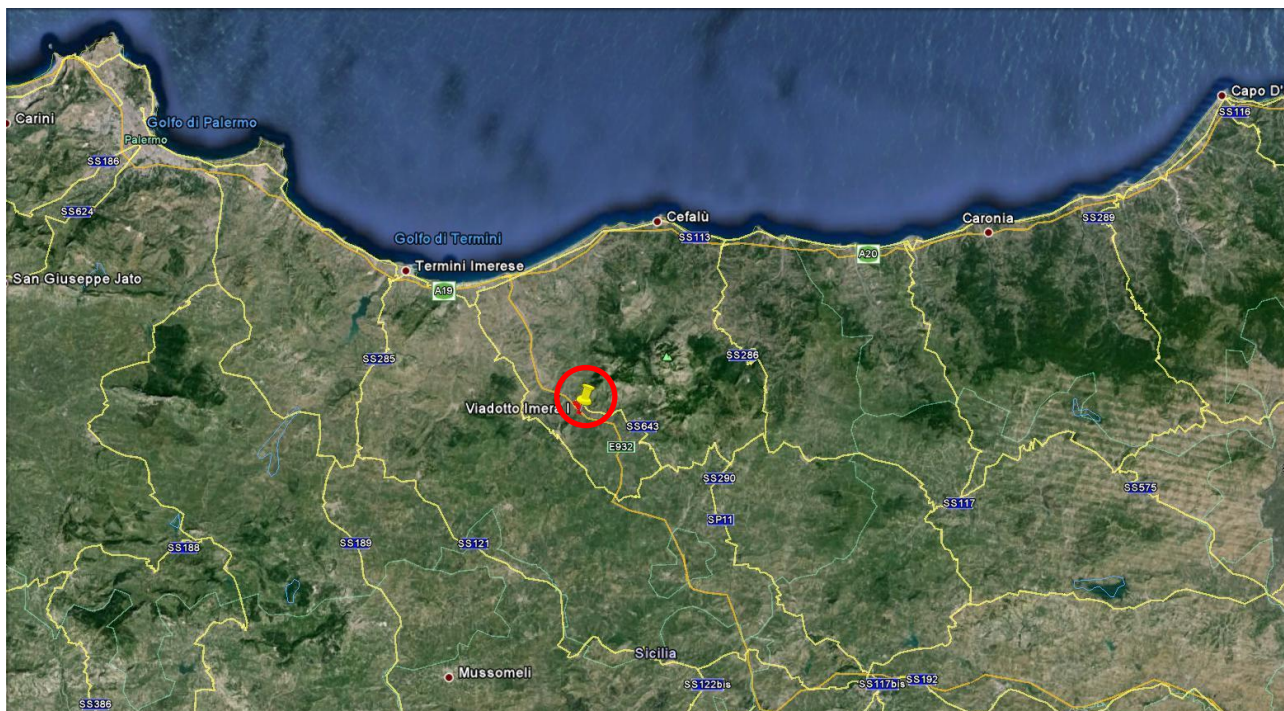 Capo D'
SS116
Carini
Golfo di Palermo
Palermo
SS186
SS624
Cefalù
Caronia
SS289
SS113
Golfo di Termini
A20
Termini Imerese
San Giuseppe Jato
A19
SS285
SS286
Viadotto Imera I
SS643
E932
SS290
SS575
SS117
SP11
SS188
SS189
SS121
Sicilia
Mussomeli
SS122bis
SS117bis
SS192
SS386